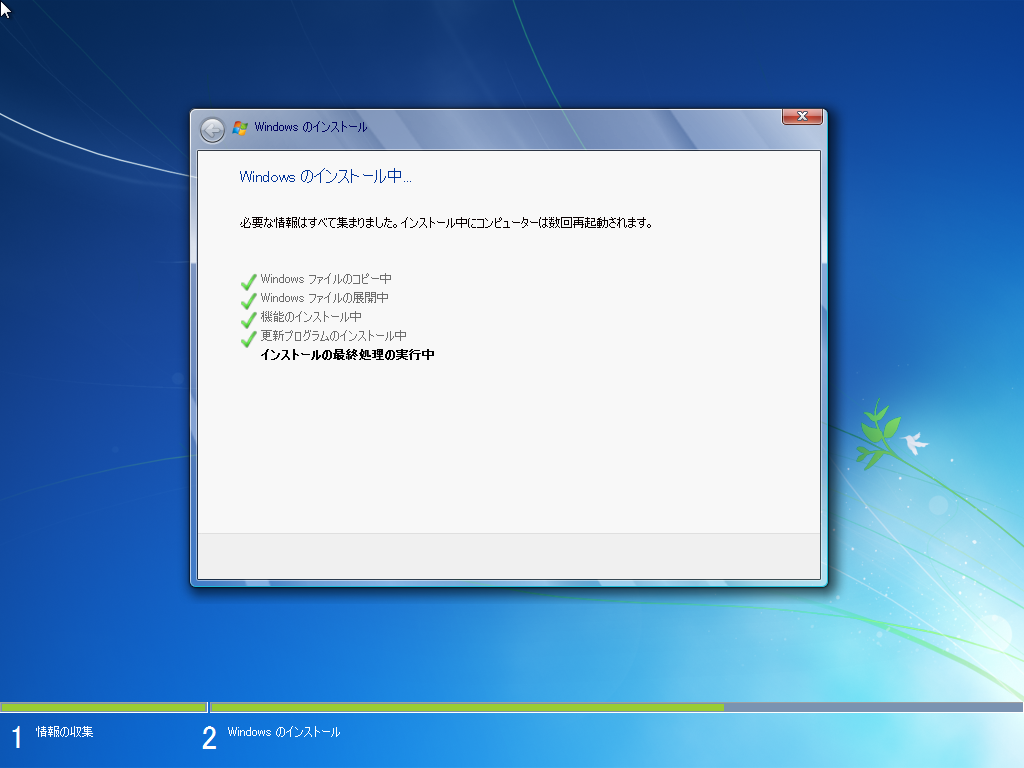 Windows のインストール
Windows のインストール中...
必要な情報はすべて集まりました。インストール中にコンピューターは数回再起動されます。
Windows ファイルのコピー中
Windows ファイルの展開中
機能のインストール中
更新プログラムのインストール中
インストールの最終処理の実行中
1 情報の収集
2 Windows のインストール